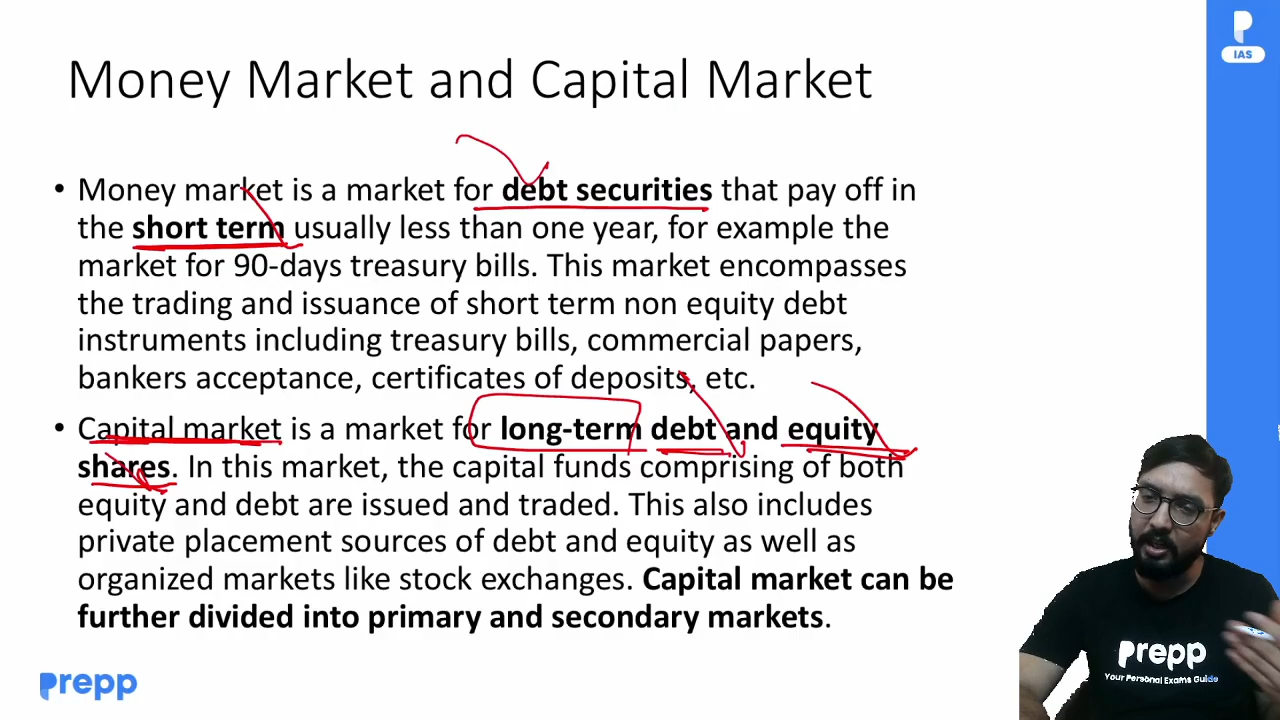 IAS
Money Market and Capital Market
• Money market is a market for debt securities that pay off in
the short term usually less than one year, for example the
market for 90-days treasury bills. This market encompasses
the trading and issuance of short term non equity debt
instruments including treasury bills, commercial papers,
bankers acceptance, certificates of deposits, etc.
• Capital market is a market for long-term debt and equity
shares. In this market, the capital funds comprising of both
equity and debt are issued and traded. This also includes
private placement sources of debt and equity as well as
organized markets like stock exchanges. Capital market can be
further divided into primary and secondary markets.
prepp
prepp
Your Personal Exams Guide